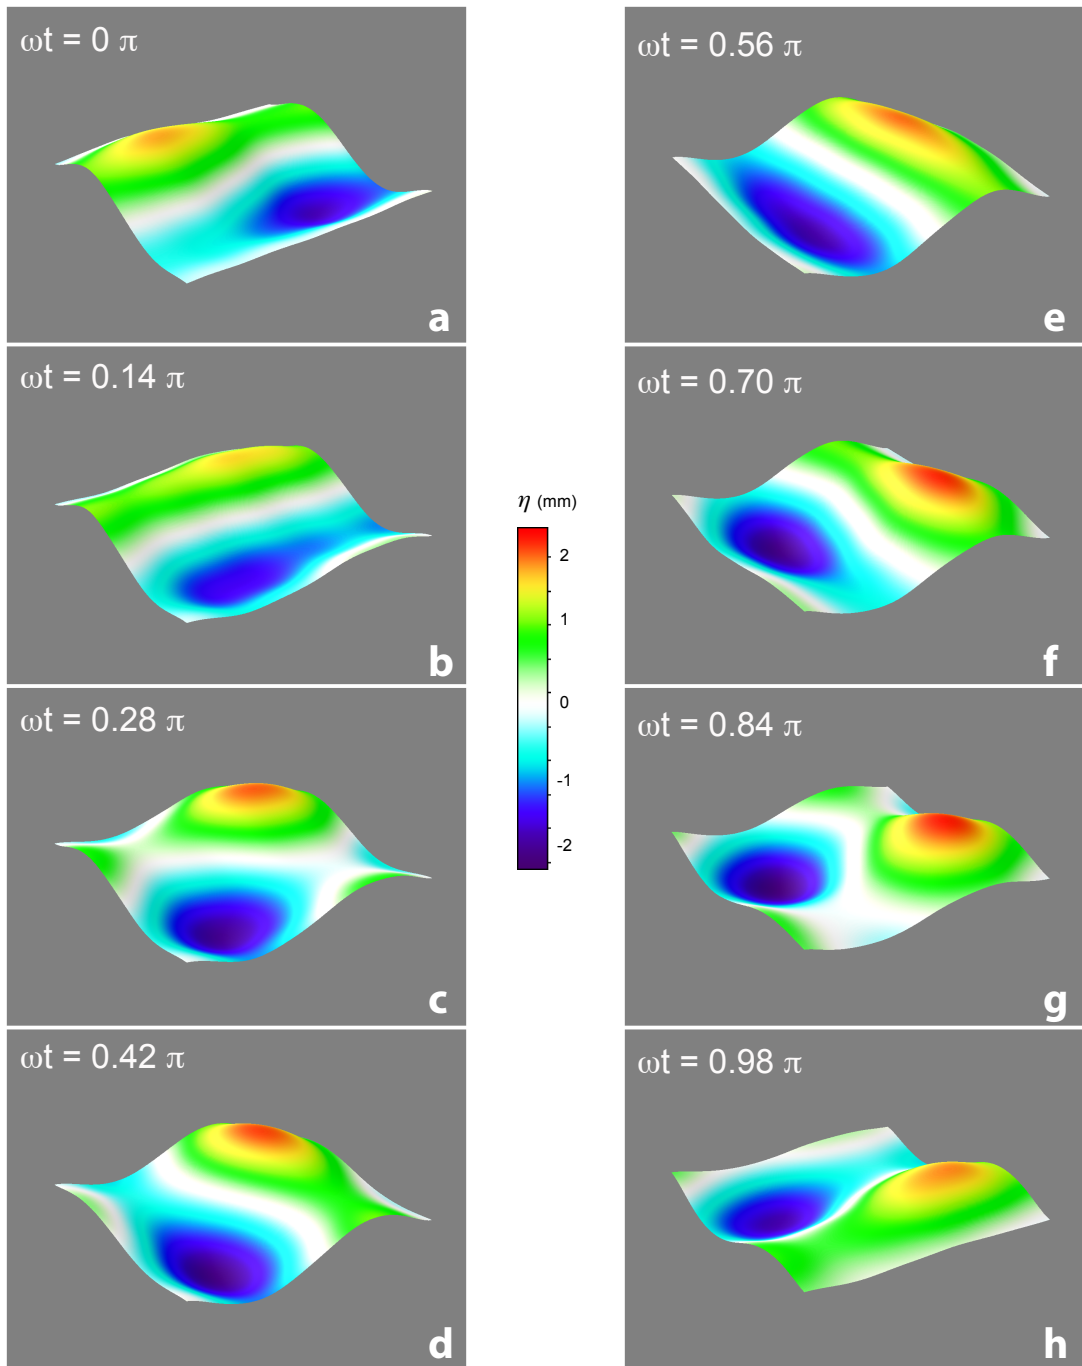 ωt = 0 π
a
ωt = 0.14 π
b
ωt = 0.28 π
c
ωt = 0.42 π
d
η (mm)
2
1
0
-1
-2
ωt = 0.56 π
e
ωt = 0.70 π
f
ωt = 0.84 π
g
ωt = 0.98 π
h